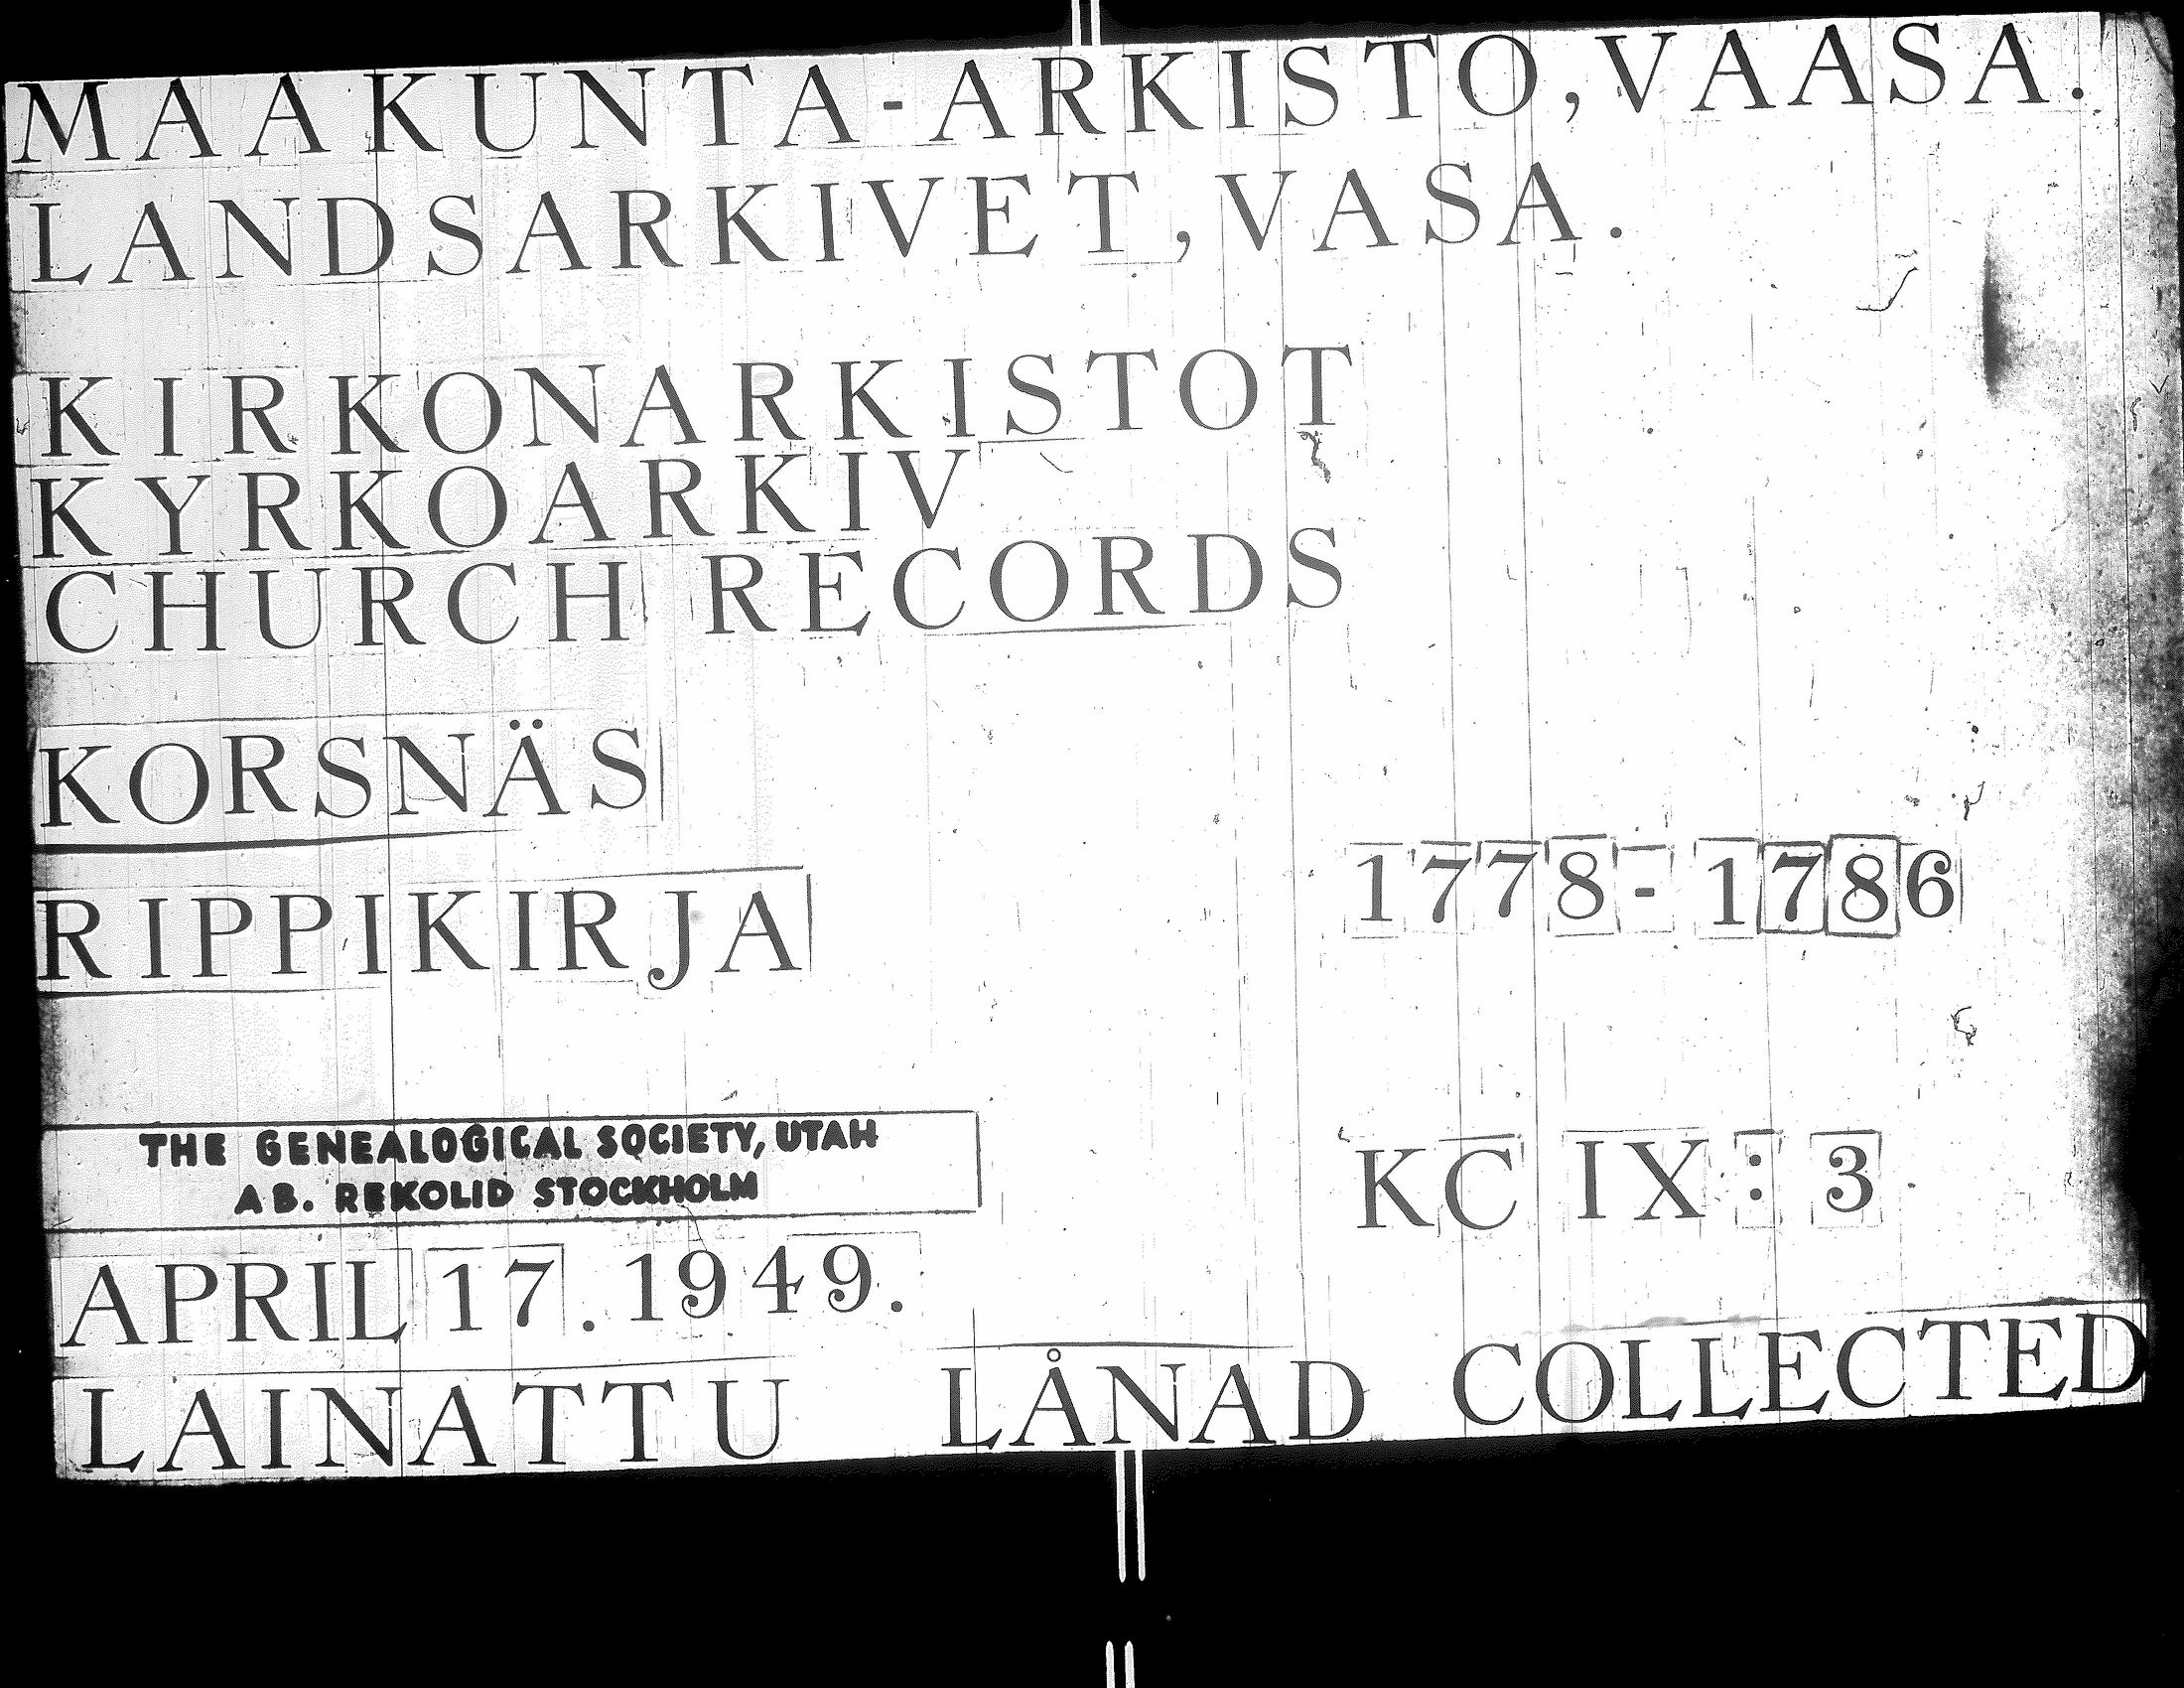 MAAKUNTA-ARKISTO, VAASA.
LANDSARKIVET, VASA.
KIRKONARKISTOT
KYRKOARKIV
CHURCH RECORDS
KORSNÄS
RIPPIKIRJA 1778-1786
THE GENEALOGICAL SOCIETY, UTAH
AB. REKOLID STOCKHOLM
KC IX: 3
APRIL 17. 1949.
LAINATTU LÅNAD COLLECTED